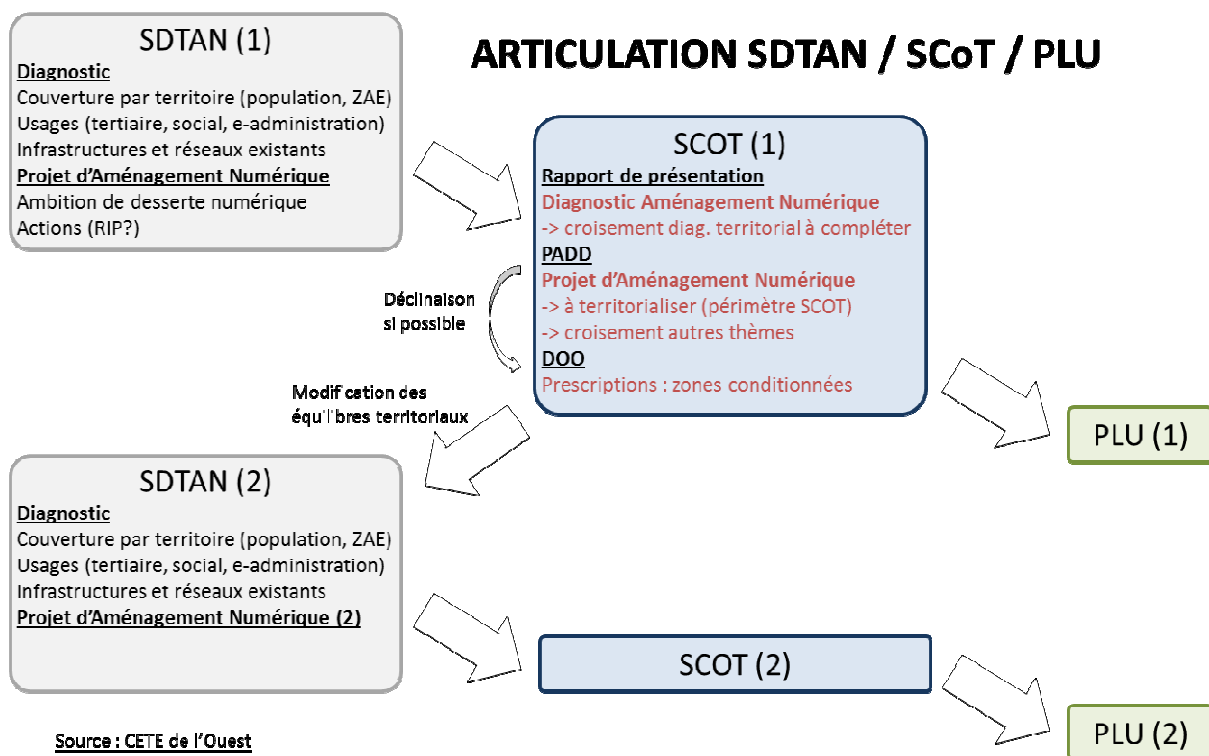 ARTICULATION SDTAN / SCoT / PLU
SDTAN (1)
Diagnostic
Couverture par territoire (population, ZAE)
Usages (tertiaire, social, e-administration)
Infrastructures et réseaux existants
Projet d’Aménagement Numérique
Ambition de desserte numérique
Actions (RIP?)
SCOT (1)
Rapport de présentation
Diagnostic Aménagement Numérique
-> croisement diag. territorial à compléter
PADD
Projet d’Aménagement Numérique
-> à territorialiser (périmètre SCOT)
-> croisement autres thèmes
DOO
Prescriptions : zones conditionnées
Déclinaison
si possible
Modification des
équilibres territoriaux
PLU (1)
SDTAN (2)
Diagnostic
Couverture par territoire (population, ZAE)
Usages (tertiaire, social, e-administration)
Infrastructures et réseaux existants
Projet d’Aménagement Numérique (2)
SCOT (2)
PLU (2)
Source : CETE de l’Ouest